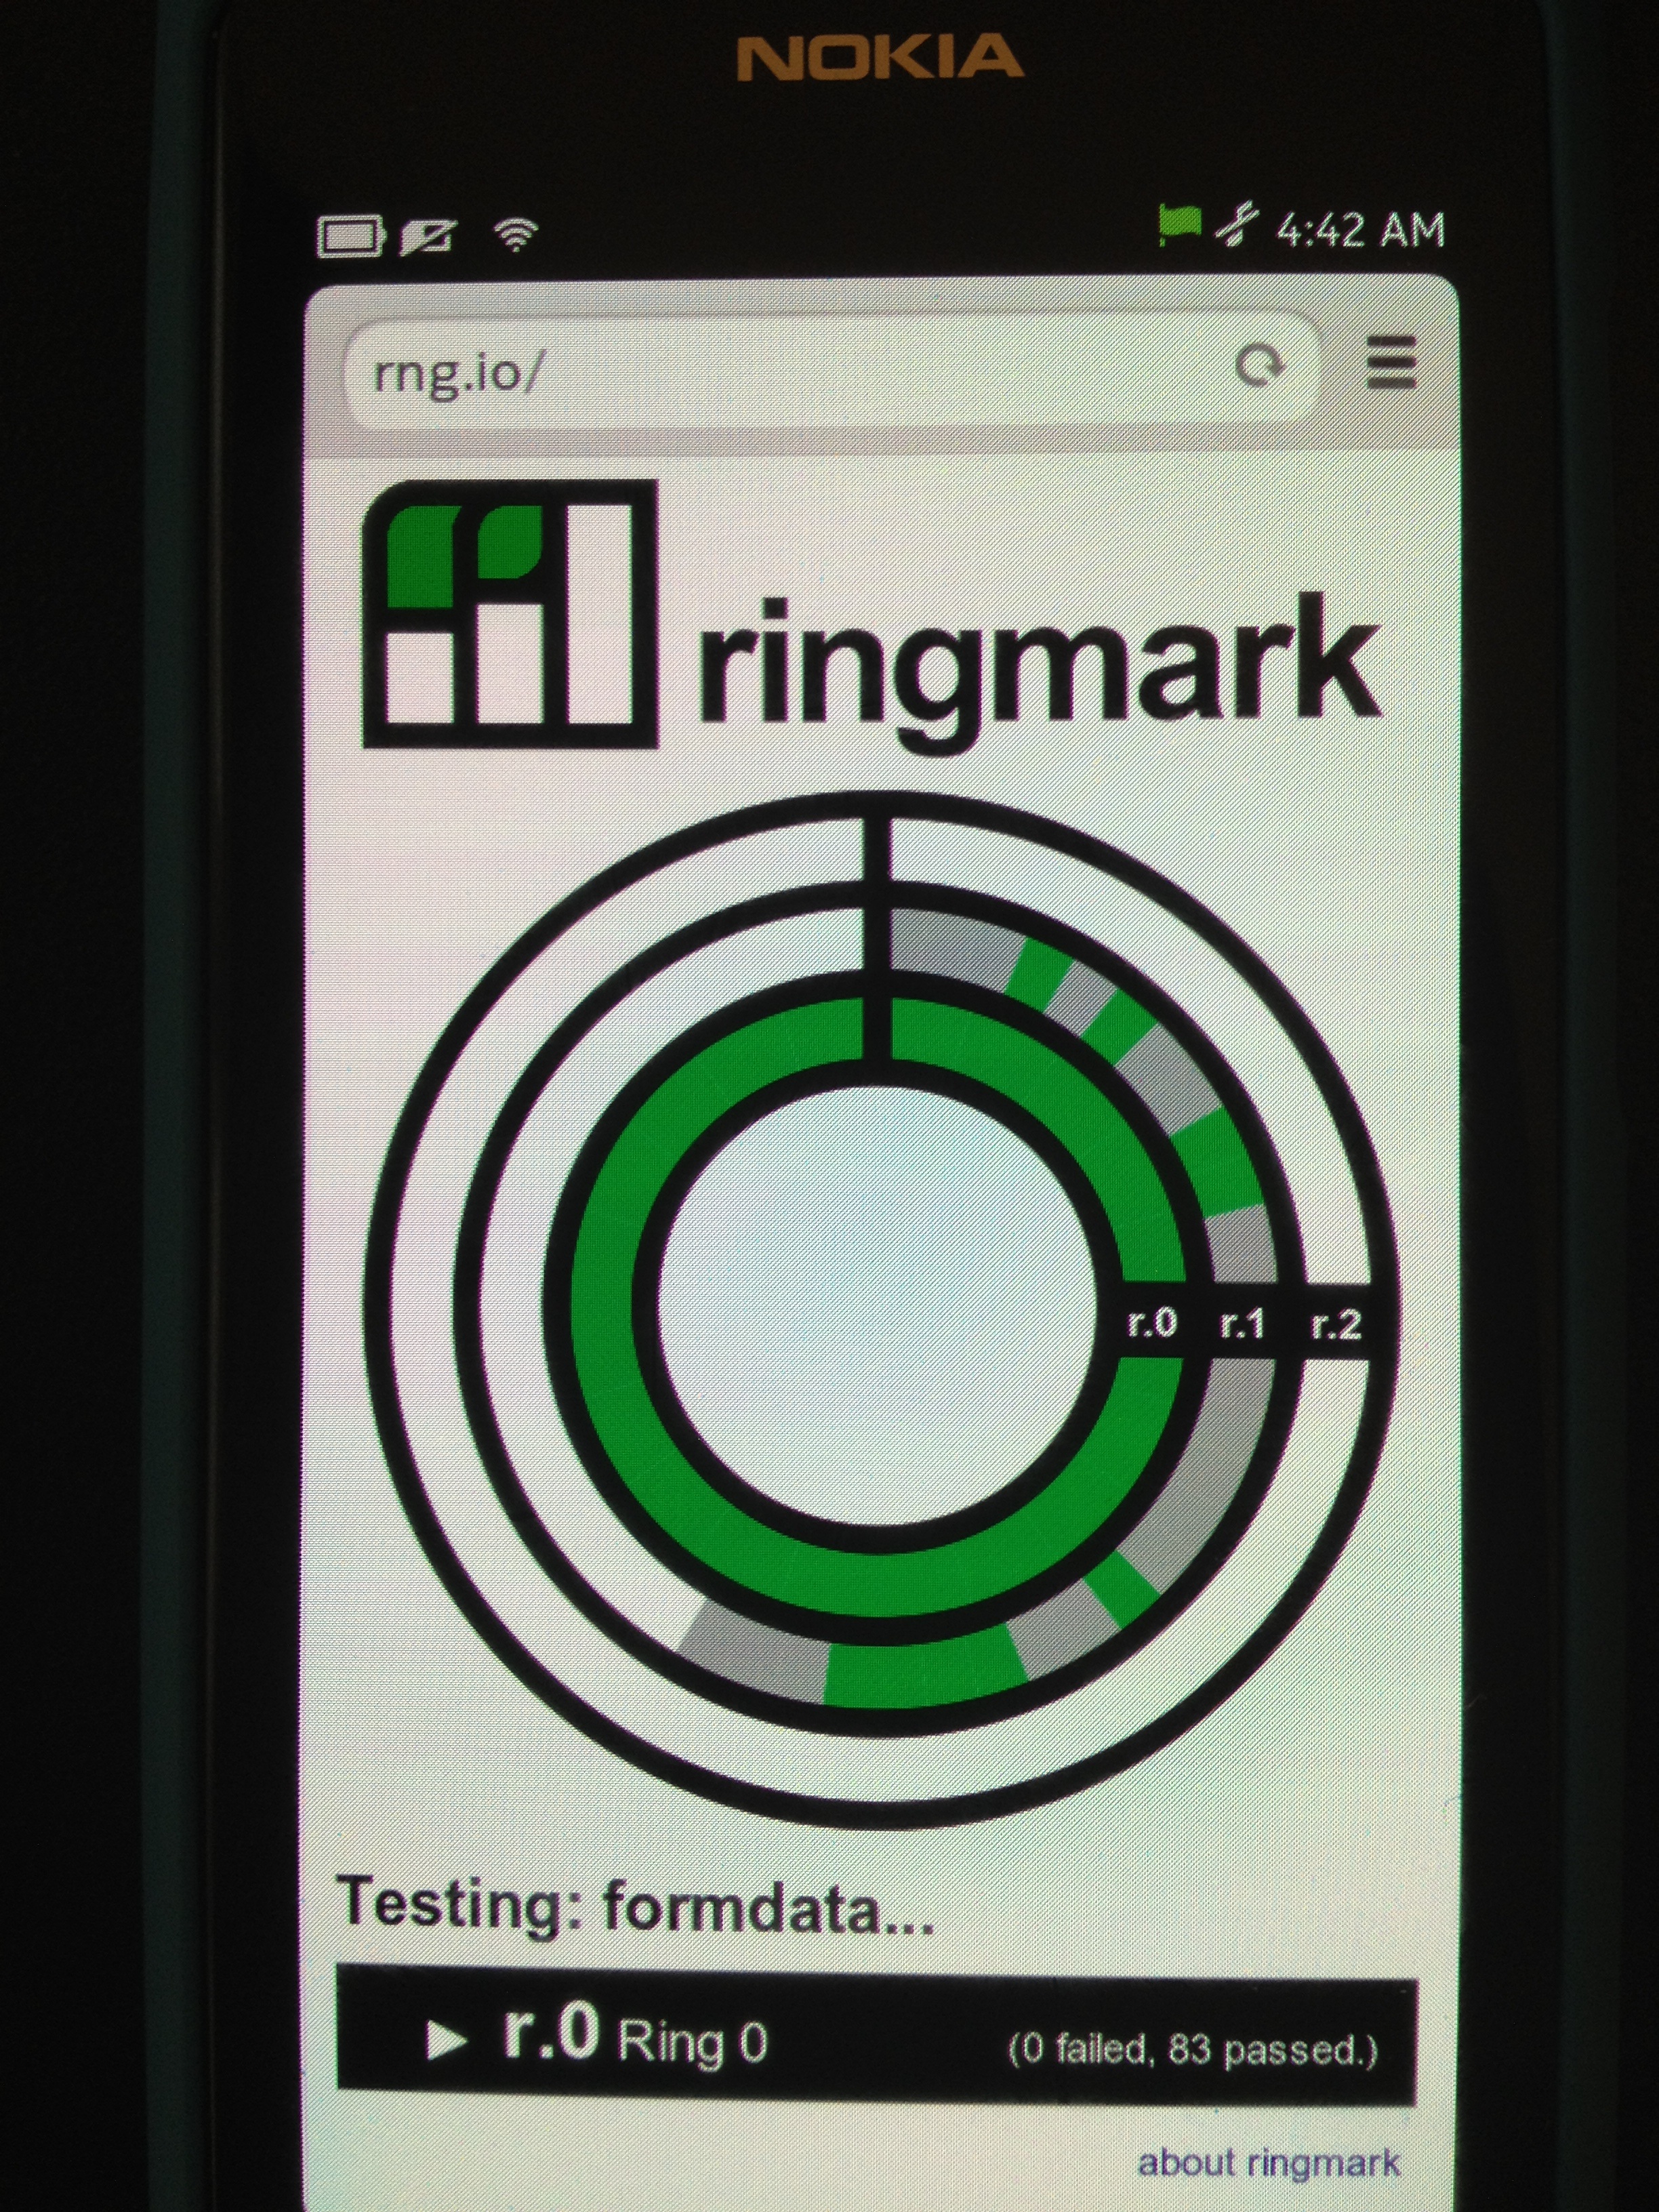 NOKIA
4:42 AM
rng.io/
ringmark
r.0 r.1 r.2
Testing: formdata...
r.0 Ring 0 (0 failed, 83 passed.)
about ringmark